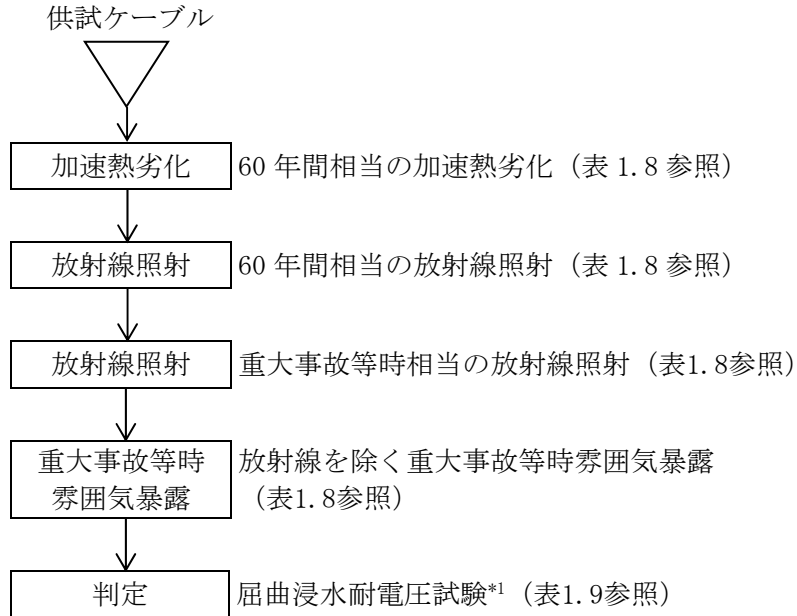 供試ケーブル
加速熱劣化 60 年間相当の加速熱劣化（表 1.8 参照）
放射線照射 60 年間相当の放射線照射（表 1.8 参照）
放射線照射 重大事故等時相当の放射線照射（表1.8参照）
重大事故等時 放射線を除く重大事故等時雰囲気暴露
雰囲気暴露 （表1.8参照）
判定 屈曲浸水耐電圧試験*1（表1.9参照）